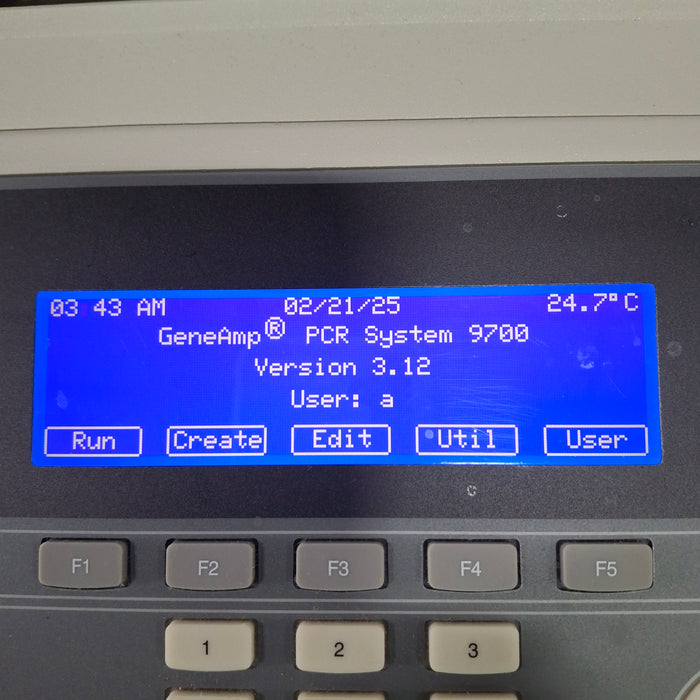 03 43 AM 02/21/25 24.7°C
GeneAmp® PCR System 9700
Version 3.12
User: a
Run Create Edit Util User
F1 F2 F3 F4 F5
1 2 3